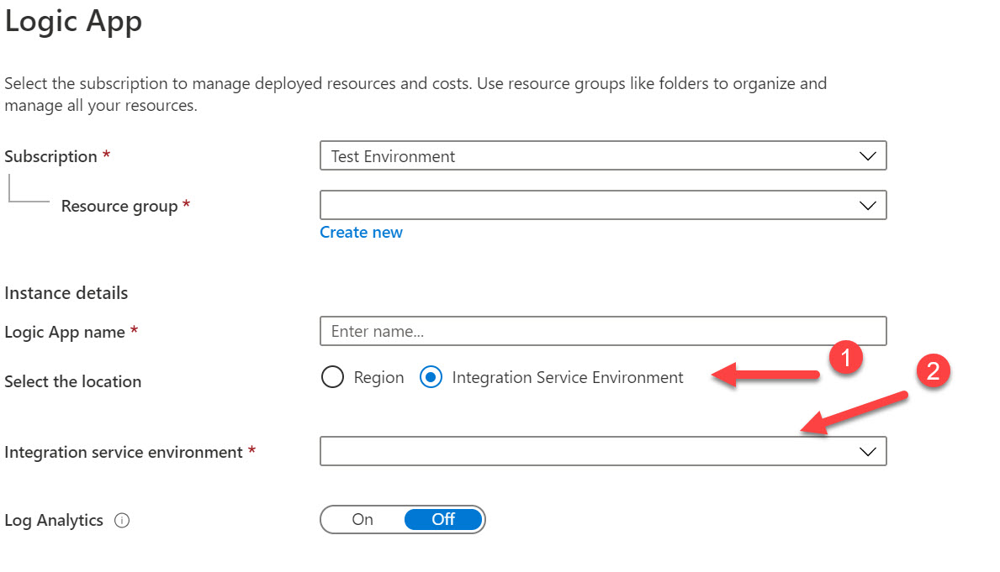 Logic App
Select the subscription to manage deployed resources and costs. Use resource groups like folders to organize and
manage all your resources.
Subscription *
Test Environment
Resource group *
Create new
Instance details
Logic App name *
Enter name...
Select the location
Region
Integration Service Environment
1
2
Integration service environment *
Log Analytics
On
Off